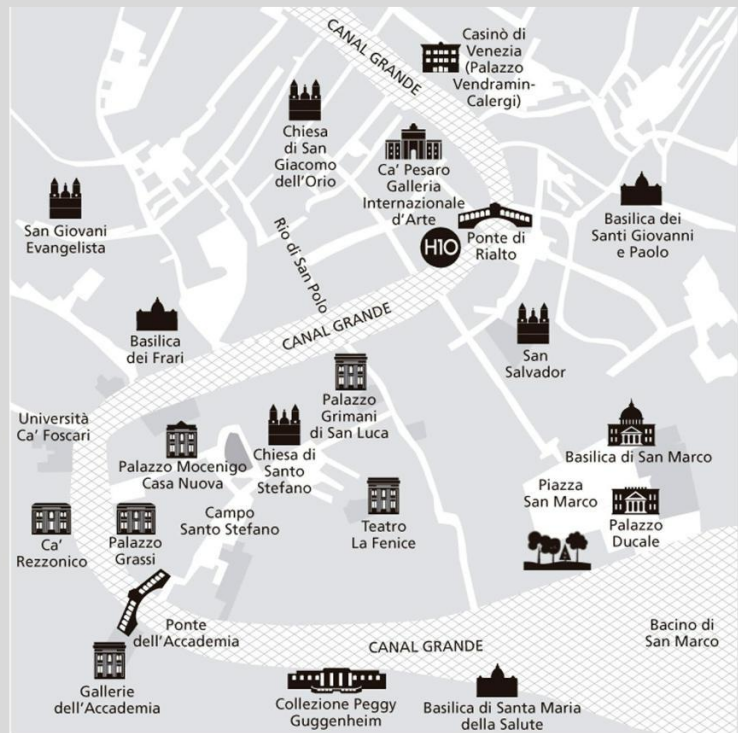 CANAL GRANDE
Casinò di
Venezia
(Palazzo
Vendramin-
Calergi)
Chiesa
di San
Giacomo
dell'Orio
Ca' Pesaro
Galleria
Internazionale
d'Arte
San Giovani
Evangelista
Basilica dei
Santi Giovanni
e Paolo
H10
Ponte di
Rialto
Rio di San Polo
Basilica
dei Frari
CANAL GRANDE
San
Salvador
Palazzo
Grimani
di San Luca
Università
Ca' Foscari
Palazzo Mocenigo
Casa Nuova
Chiesa di
Santo
Stefano
Basilica di San Marco
Piazza
San Marco
Campo
Santo Stefano
Teatro
La Fenice
Palazzo
Ducale
Ca'
Rezzonico
Palazzo
Grassi
Ponte
dell'Accademia
CANAL GRANDE
Bacino di
San Marco
Gallerie
dell'Accademia
Collezione Peggy
Guggenheim
Basilica di Santa Maria
della Salute